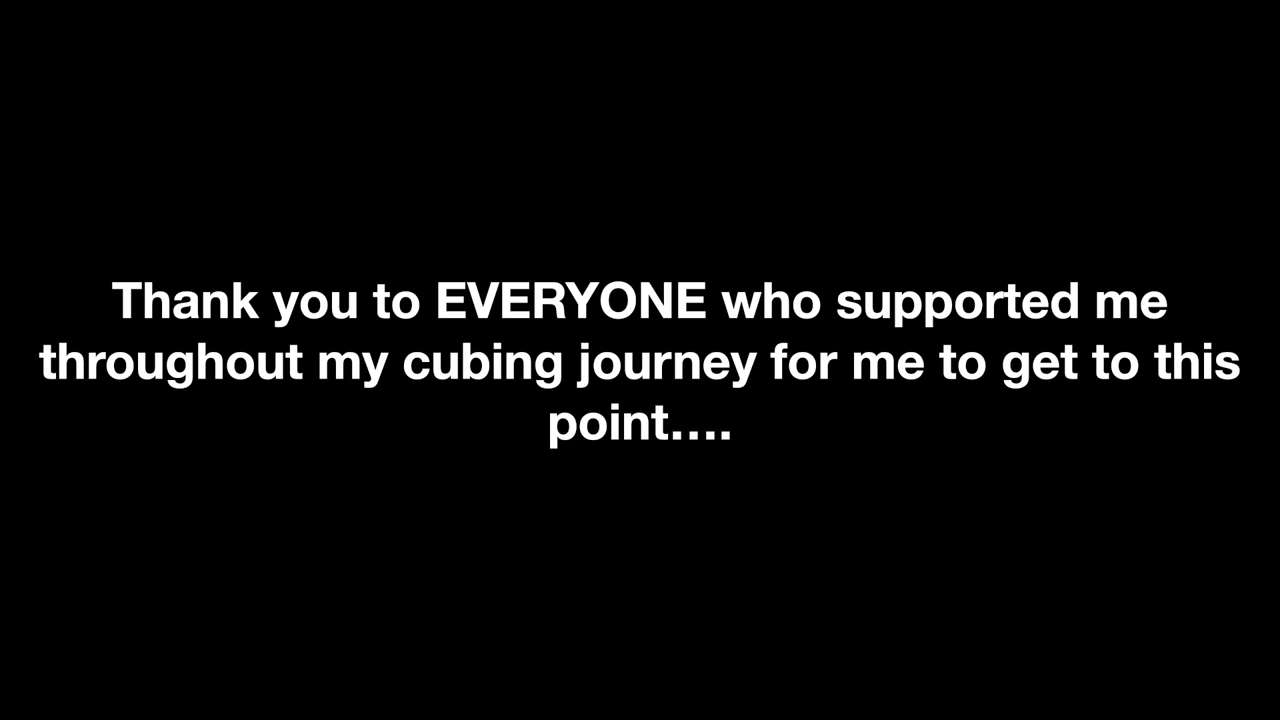 Thank you to EVERYONE who supported me
throughout my cubing journey for me to get to this
point....